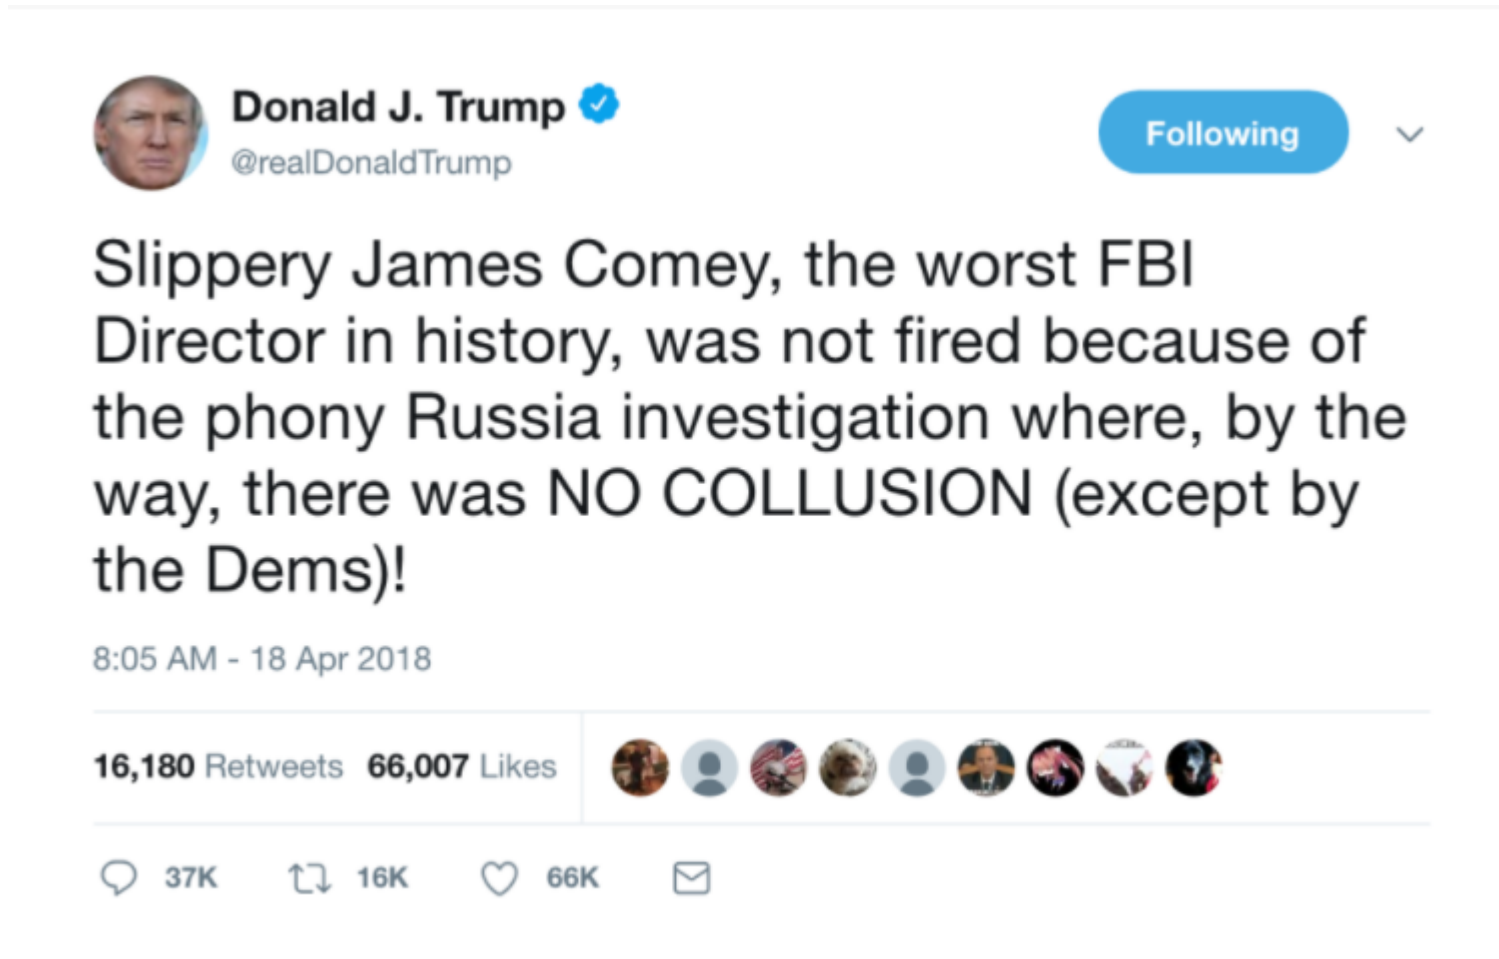 Donald J. Trump
@realDonaldTrump
Following
Slippery James Comey, the worst FBI
Director in history, was not fired because of
the phony Russia investigation where, by the
way, there was NO COLLUSION (except by
the Dems)!
8:05 AM - 18 Apr 2018
16,180 Retweets 66,007 Likes
37K 16K 66K